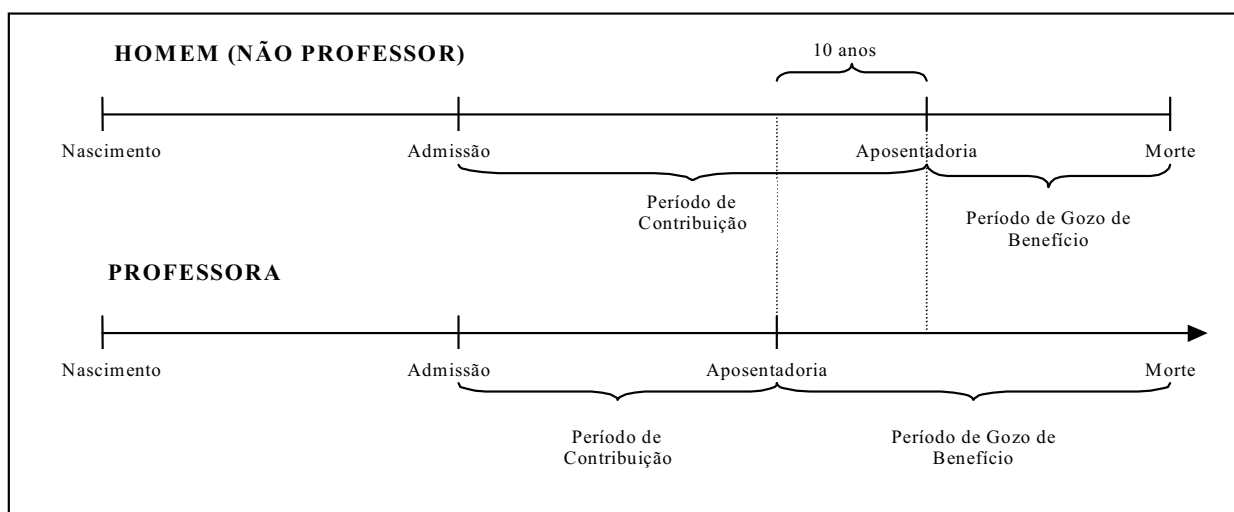 HOMEM (NÃO PROFESSOR)
10 anos
Nascimento
Admissão
Aposentadoria
Morte
Período de
Contribuição
Período de Gozo de
Benefício
PROFESSORA
Nascimento
Admissão
Aposentadoria
Morte
Período de
Contribuição
Período de Gozo de
Benefício